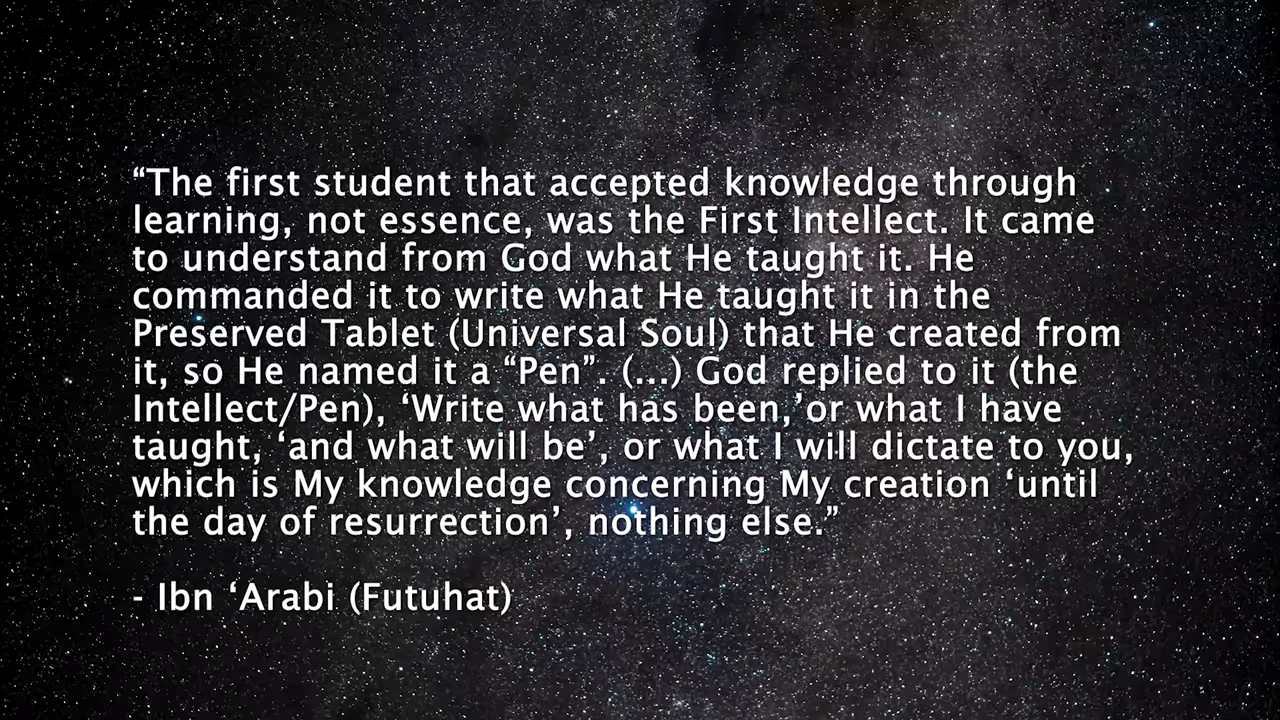 “The first student that accepted knowledge through
learning, not essence, was the First Intellect. It came
to understand from God what He taught it. He
commanded it to write what He taught it in the
Preserved Tablet (Universal Soul) that He created from
it, so He named it a “Pen”. (...) God replied to it (the
Intellect/Pen), ‘Write what has been,’or what I have
taught, ‘and what will be’, or what I will dictate to you,
which is My knowledge concerning My creation ‘until
the day of resurrection’, nothing else.”
- Ibn ‘Arabi (Futuhat)